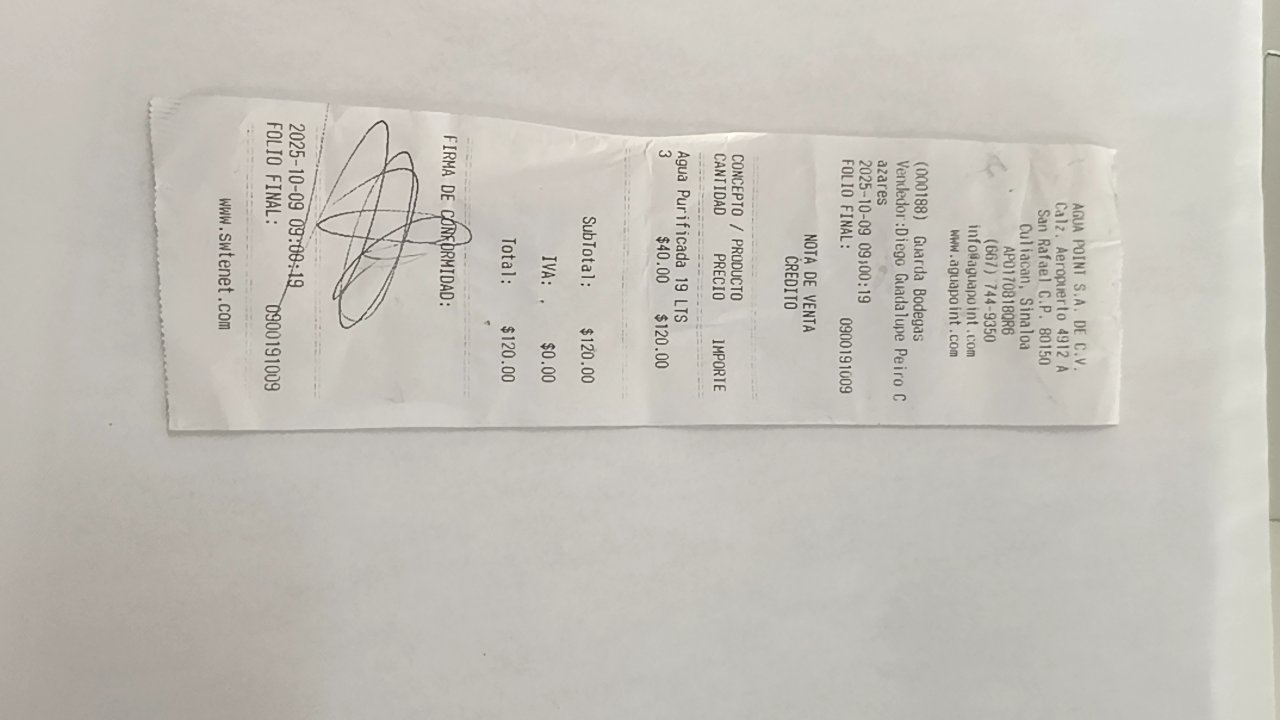 AGUA POINT S.A. DE C.V.
Calz. Aeropuerto 4912 A
San Rafael C.P. 80150
Culiacan, Sinaloa
APO170818QR6
(667) 744-9350
info@aguapoint.com
www.aguapoint.com
(000188) Guarda Bodegas
Vendedor:Diego Guadalupe Peiro C
azares
2025-10-09 09:00:19
FOLIO FINAL: 0900191009
NOTA DE VENTA
CREDITO
CONCEPTO / PRODUCTO
CANTIDAD PRECIO IMPORTE
Agua Purificada 19 LTS
3 $40.00 $120.00
SubTotal: $120.00
IVA: $0.00
Total: $120.00
FIRMA DE CONFORMIDAD:
2025-10-09 09:00:19
FOLIO FINAL: 0900191009
www.swtenet.com